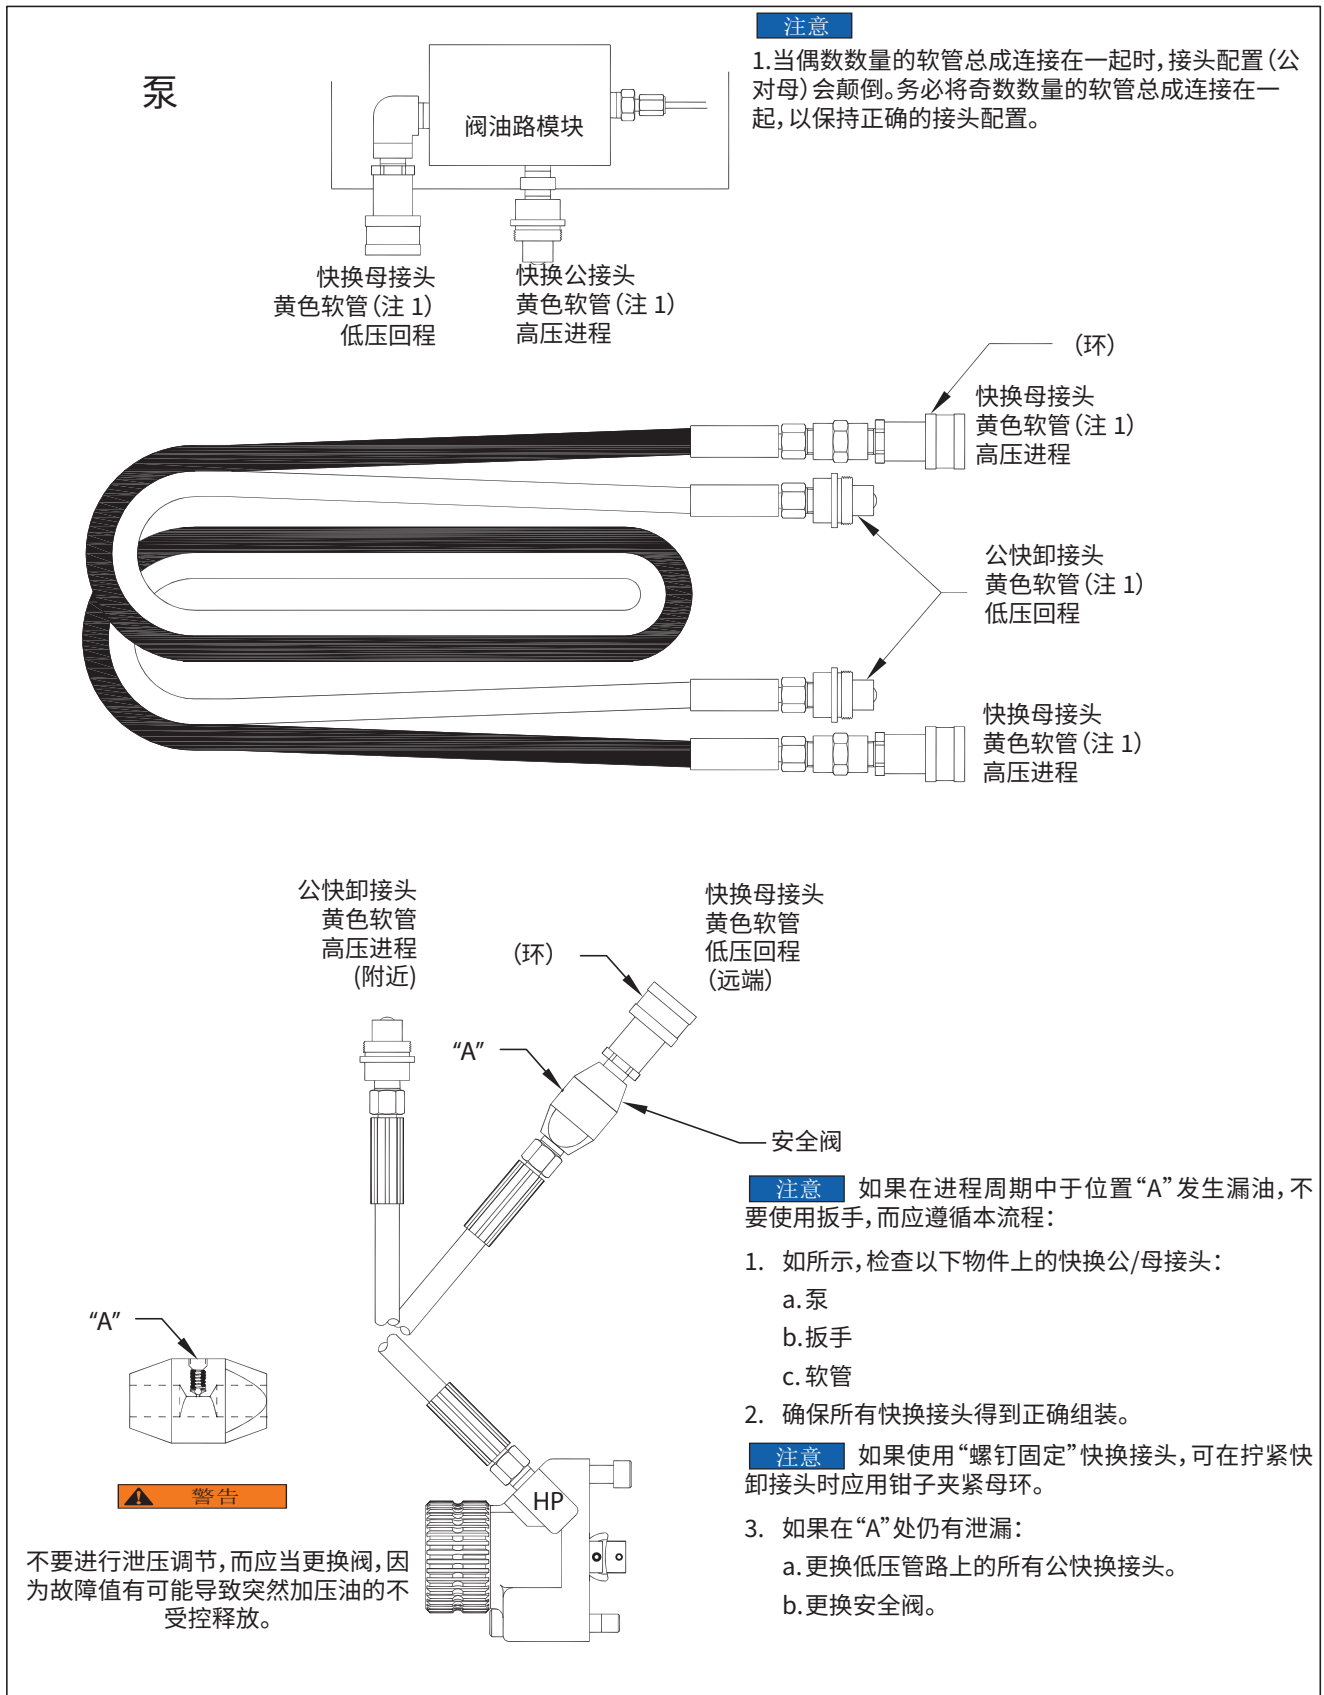 注意
1.当偶数数量的软管总成连接在一起时，接头配置（公
对母）会颠倒。务必将奇数数量的软管总成连接在一
起，以保持正确的接头配置。
泵
阀油路模块
快换母接头
黄色软管（注 1）
低压回程
快换公接头
黄色软管（注 1）
高压进程
（环）
快换母接头
黄色软管（注 1）
高压进程
公快卸接头
黄色软管（注 1）
低压回程
快换母接头
黄色软管（注 1）
高压进程
公快卸接头
黄色软管
高压进程
(附近)
快换母接头
黄色软管
低压回程
（远端）
（环）
“A”
安全阀
注意 如果在进程周期中于位置“A”发生漏油，不
要使用扳手，而应遵循本流程：
1. 如所示，检查以下物件上的快换公/母接头：
a.泵
b.扳手
c.软管
2. 确保所有快换接头得到正确组装。
注意 如果使用“螺钉固定”快换接头，可在拧紧快
卸接头时应用钳子夹紧母环。
3. 如果在“A”处仍有泄漏：
a.更换低压管路上的所有公快换接头。
b.更换安全阀。
“A”
HP
警告
不要进行泄压调节，而应当更换阀，因
为故障值有可能导致突然加压油的不
受控释放。